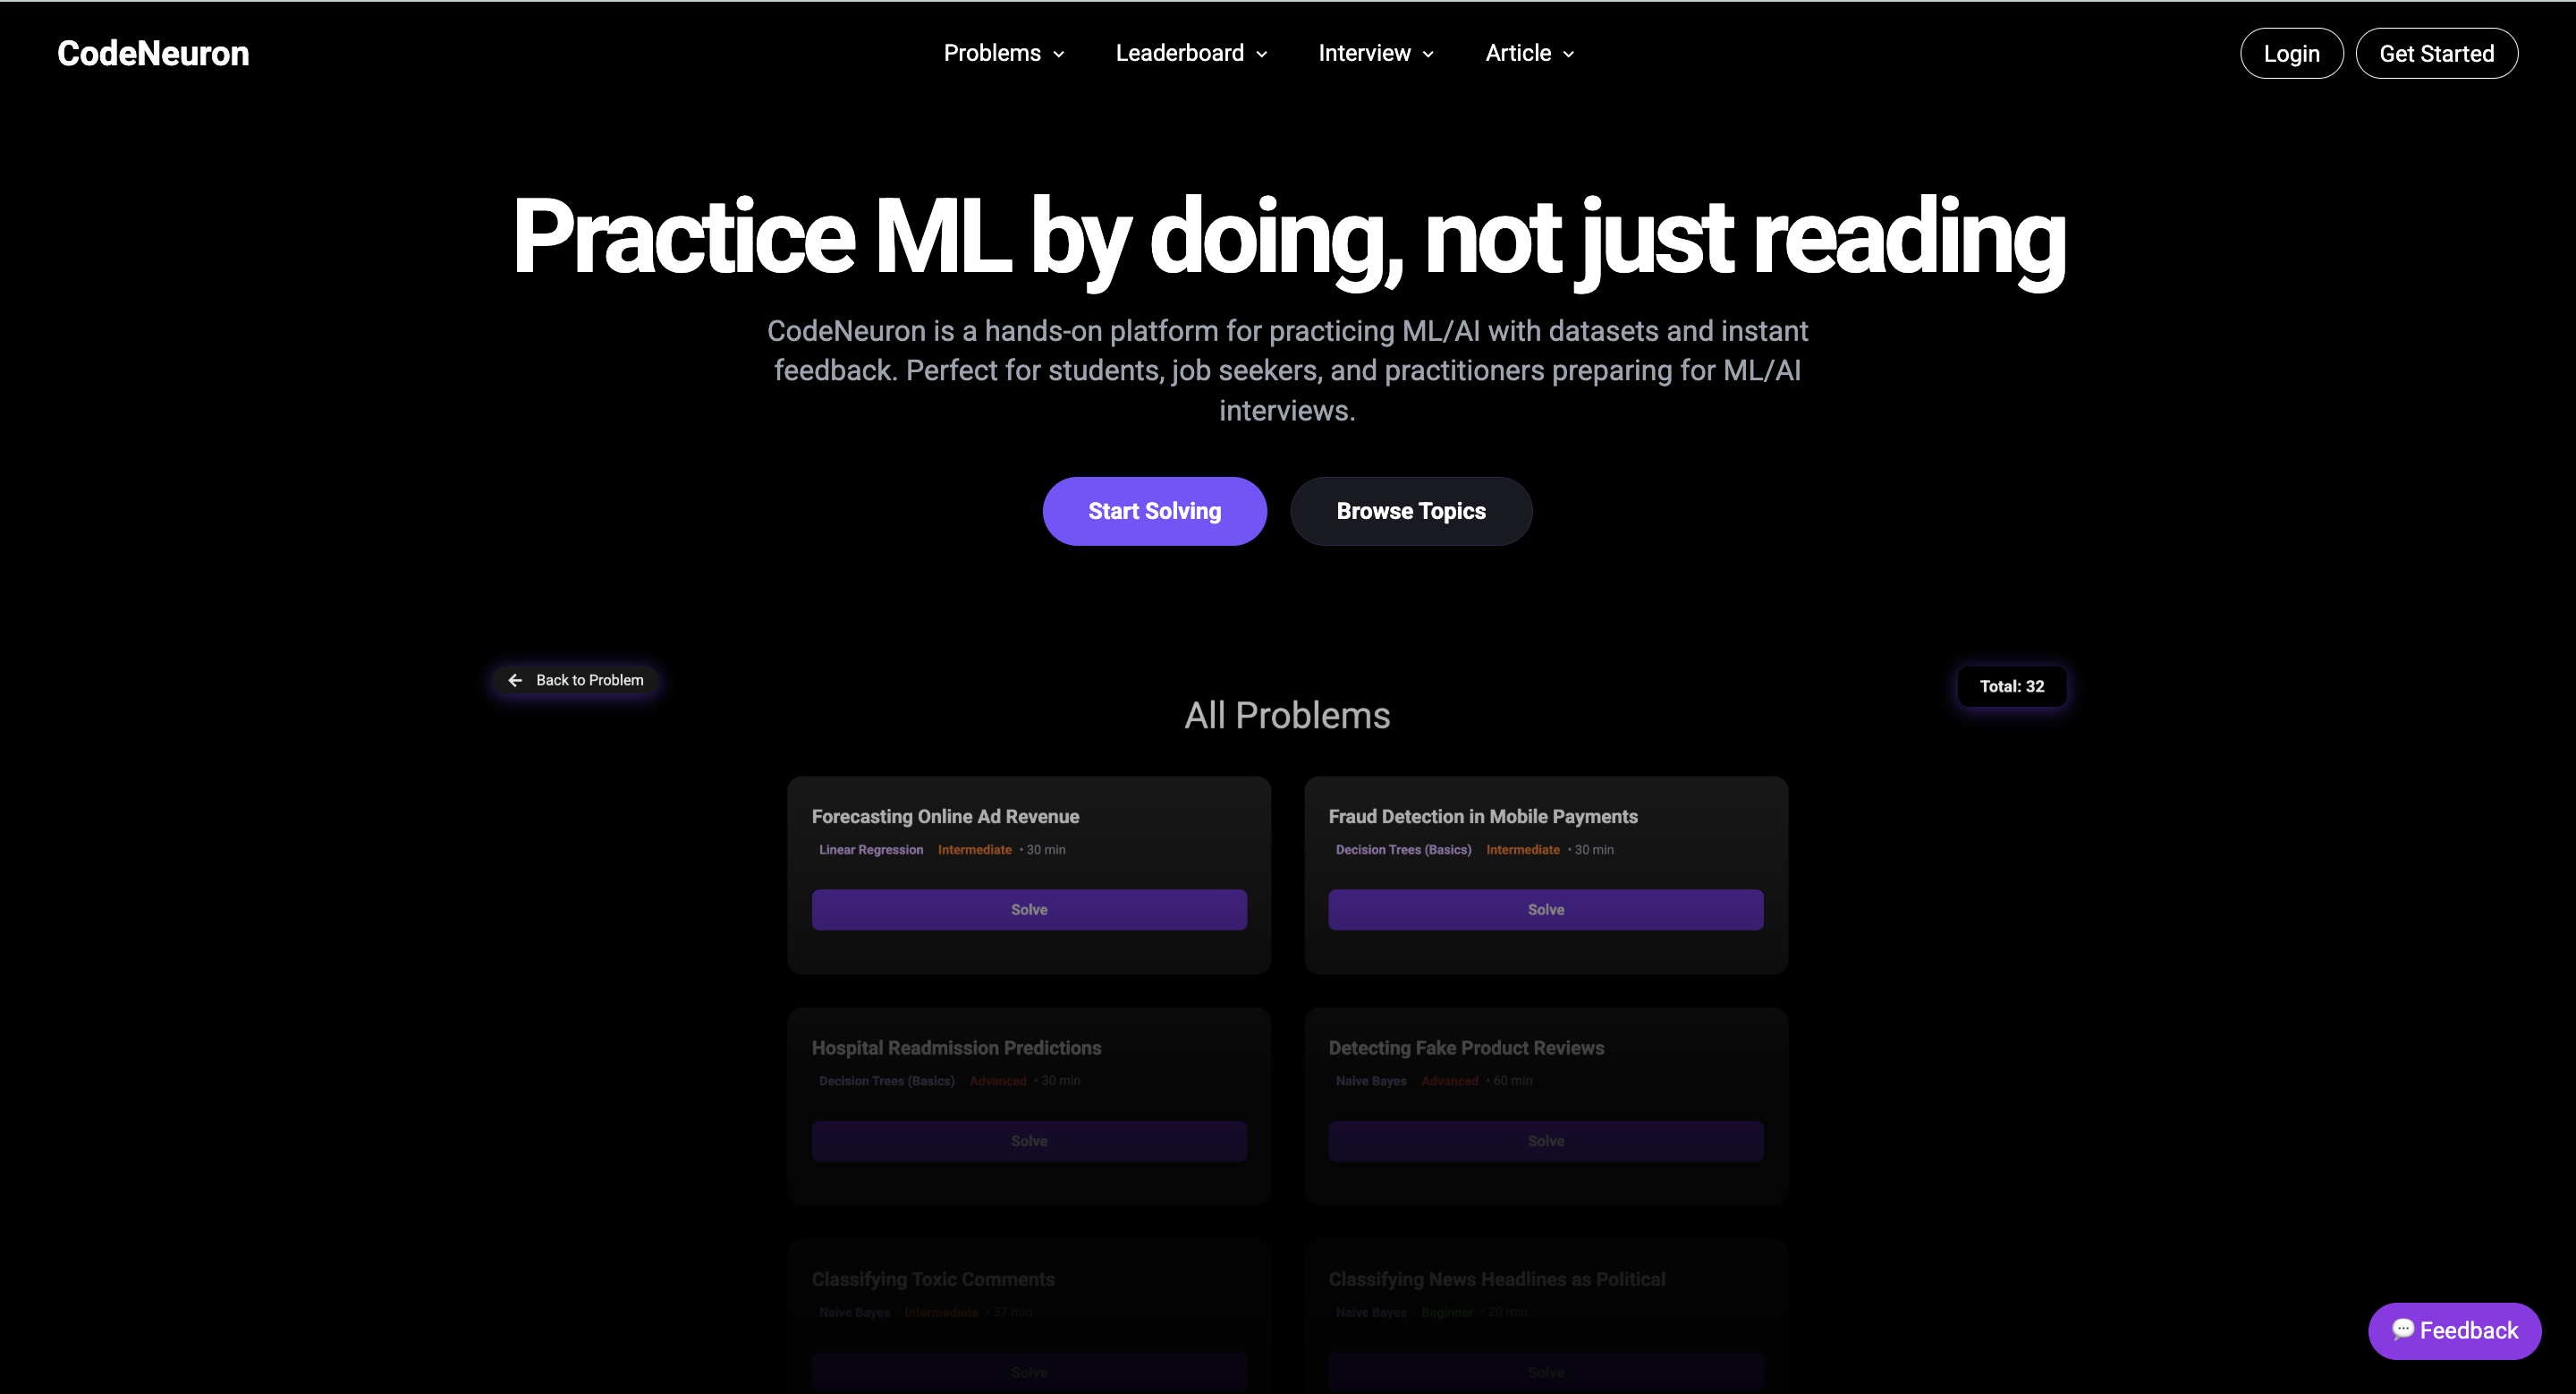 CodeNeuron
Problems
Leaderboard
Interview
Article
Login
Get Started
Practice ML by doing, not just reading
CodeNeuron is a hands-on platform for practicing ML/AI with datasets and instant
feedback. Perfect for students, job seekers, and practitioners preparing for ML/AI
interviews.
Start Solving
Browse Topics
Back to Problem
Total: 32
All Problems
Forecasting Online Ad Revenue
Linear Regression Intermediate • 30 min
Solve
Fraud Detection in Mobile Payments
Decision Trees (Basics) Intermediate • 30 min
Solve
Hospital Readmission Predictions
Decision Trees (Basics) Advanced • 30 min
Solve
Detecting Fake Product Reviews
Naive Bayes Advanced • 60 min
Solve
Classifying Toxic Comments
Naive Bayes Intermediate • 37 min
Solve
Classifying News Headlines as Political
Naive Bayes Beginner • 20 min
Solve
Feedback